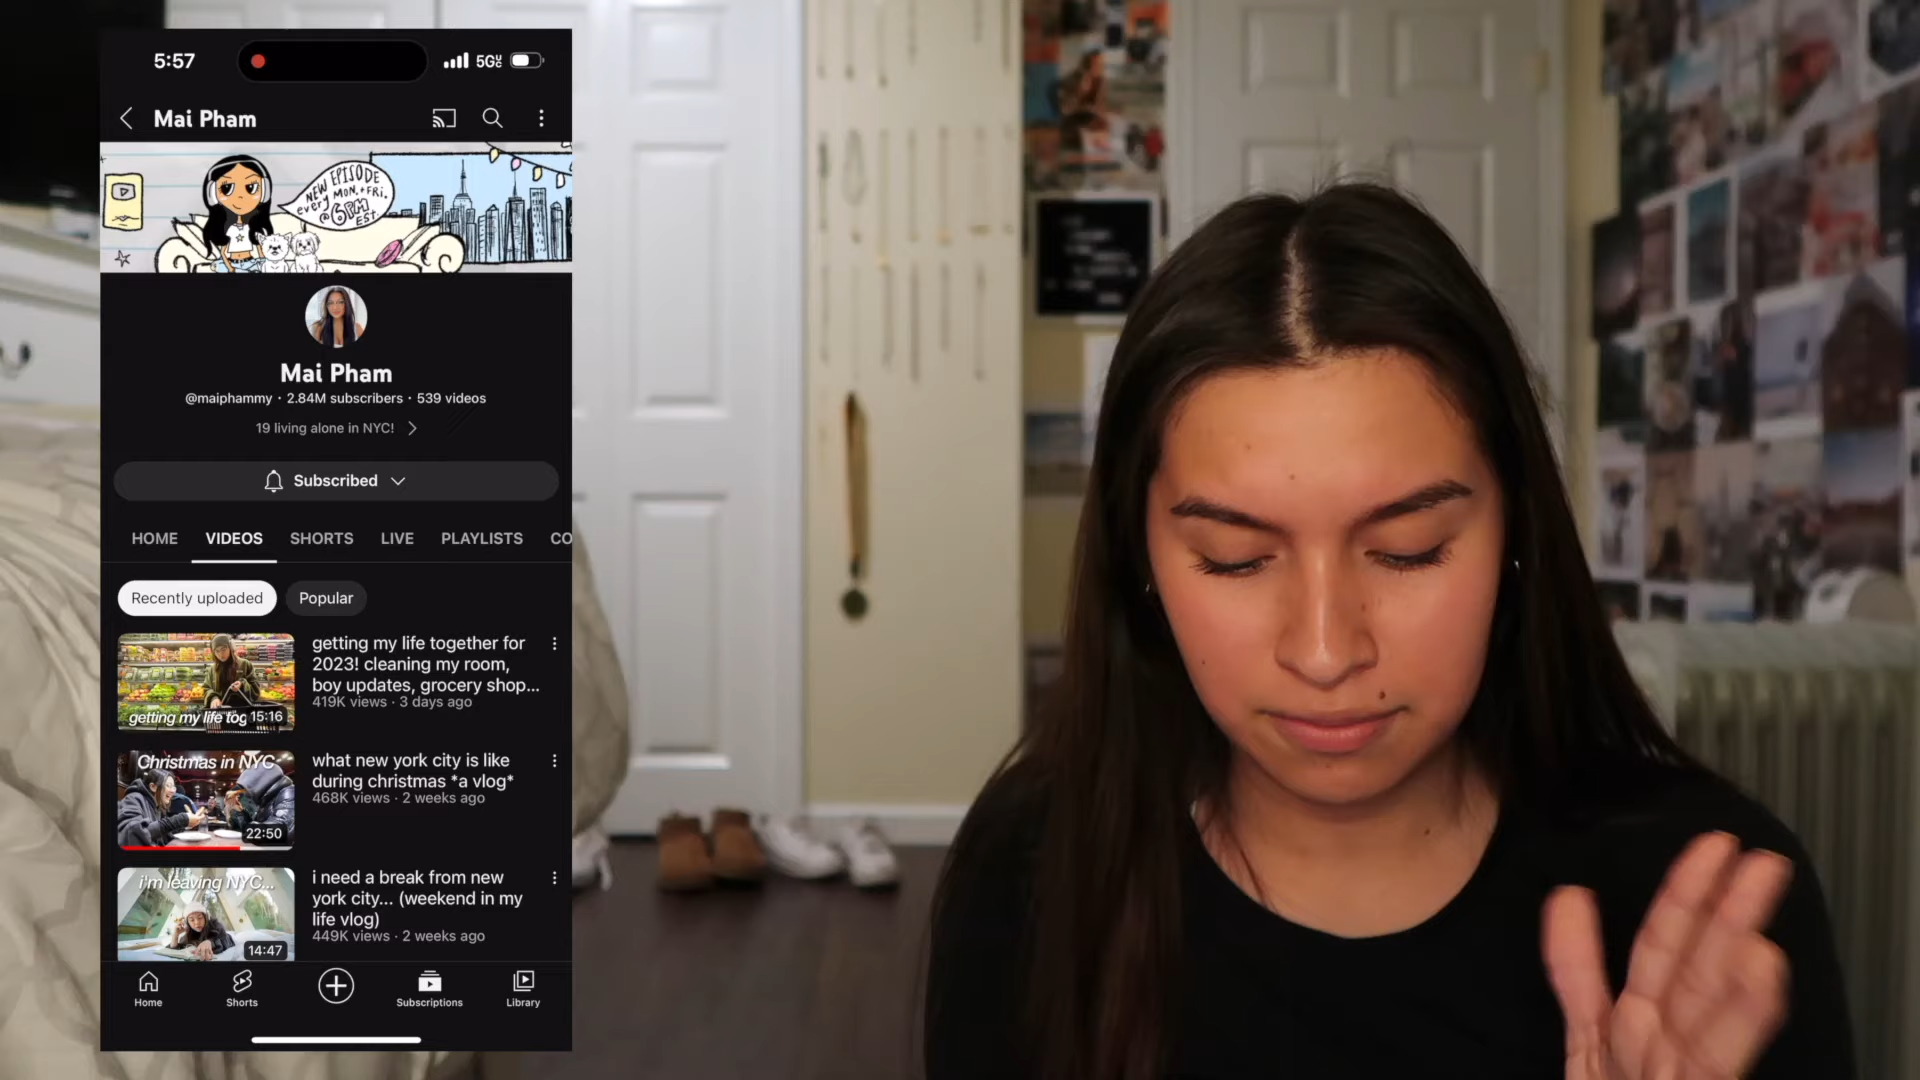 5:57
5G
Mai Pham
NEW EPISODE
every MON. + FRI.
@ 6PM
EST.
Mai Pham
@maiphammy · 2.84M subscribers · 539 videos
19 living alone in NYC!
Subscribed
HOME VIDEOS SHORTS LIVE PLAYLISTS CO
Recently uploaded Popular
getting my life tog 15:16
getting my life together for
2023! cleaning my room,
boy updates, grocery shop...
419K views · 3 days ago
Christmas in NYC
22:50
what new york city is like
during christmas *a vlog*
468K views · 2 weeks ago
i'm leaving NYC...
14:47
i need a break from new
york city... (weekend in my
life vlog)
449K views · 2 weeks ago
Home Shorts Subscriptions Library